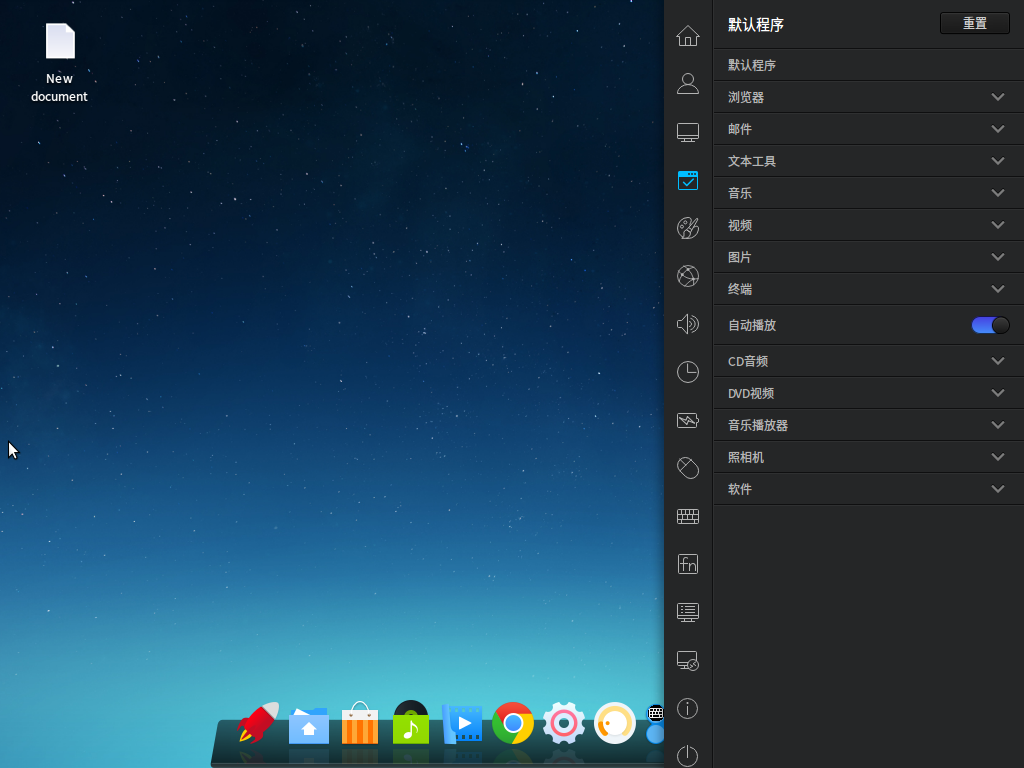 New
document
默认程序
重置
默认程序
浏览器
邮件
文本工具
音乐
视频
图片
终端
自动播放
CD音频
DVD视频
音乐播放器
照相机
软件
fn